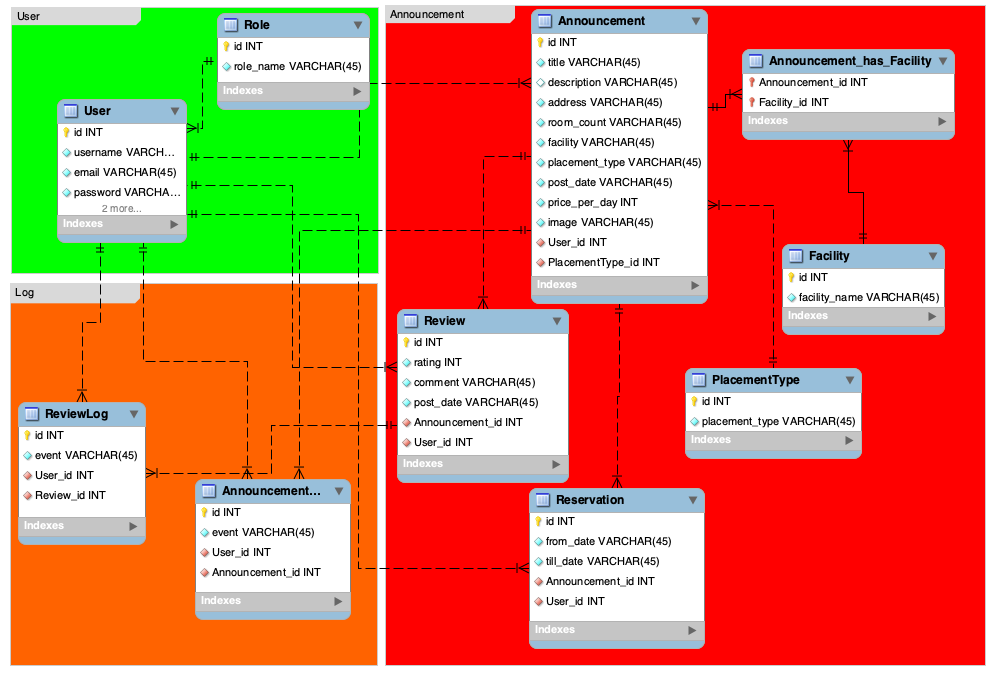 User
Role
id INT
role_name VARCHAR(45)
Indexes
User
id INT
username VARCH...
email VARCHAR(45)
password VARCHA...
2 more...
Indexes
Log
ReviewLog
id INT
event VARCHAR(45)
User_id INT
Review_id INT
Indexes
Announcement...
id INT
event VARCHAR(45)
User_id INT
Announcement_id INT
Indexes
Announcement
Announcement
id INT
title VARCHAR(45)
description VARCHAR(45)
address VARCHAR(45)
room_count VARCHAR(45)
facility VARCHAR(45)
placement_type VARCHAR(45)
post_date VARCHAR(45)
price_per_day INT
image VARCHAR(45)
User_id INT
PlacementType_id INT
Indexes
Announcement_has_Facility
Announcement_id INT
Facility_id INT
Indexes
Facility
id INT
facility_name VARCHAR(45)
Indexes
Review
id INT
rating INT
comment VARCHAR(45)
post_date VARCHAR(45)
Announcement_id INT
User_id INT
Indexes
PlacementType
id INT
placement_type VARCHAR(45)
Indexes
Reservation
id INT
from_date VARCHAR(45)
till_date VARCHAR(45)
Announcement_id INT
User_id INT
Indexes